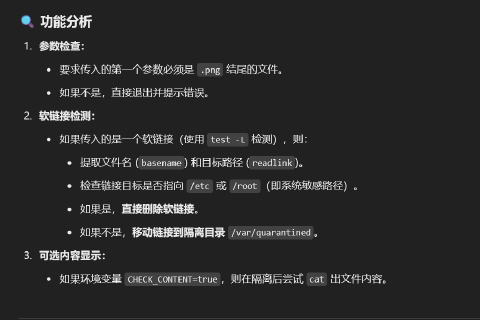 功能分析
1. 参数检查：
• 要求传入的第一个参数必须是 .png 结尾的文件。
• 如果不是，直接退出并提示错误。
2. 软链接检测：
• 如果传入的是一个软链接（使用 test -L 检测），则：
• 提取文件名 (basename) 和目标路径 (readlink)。
• 检查链接目标是否指向 /etc 或 /root（即系统敏感路径）。
• 如果是，直接删除软链接。
• 如果不是，移动链接到隔离目录 /var/quarantined。
3. 可选内容显示：
• 如果环境变量 CHECK_CONTENT=true，则在隔离后尝试 cat 出文件内容。